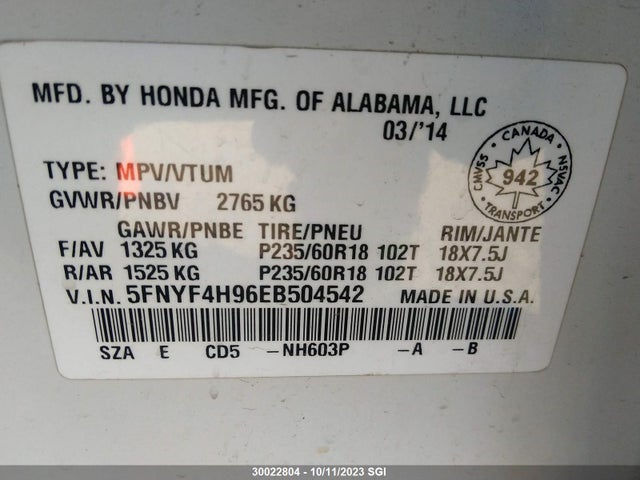 MFD. BY HONDA MFG. OF ALABAMA, LLC
03/'14
TYPE: MPV/VTUM
GVWR/PNBV 2765 KG
CANADA
CMVSS 942 NSVAC
TRANSPORT
GAWR/PNBE TIRE/PNEU RIM/JANTE
F/AV 1325 KG P235/60R18 102T 18X7.5J
R/AR 1525 KG P235/60R18 102T 18X7.5J
V.I.N. 5FNYF4H96EB504542 MADE IN U.S.A.
SZA E CD5 -NH603P -A -B
30022804 - 10/11/2023 SGI